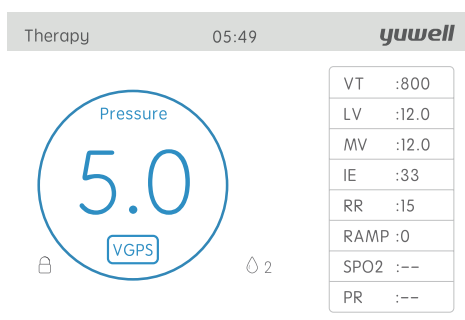 Therapy 05:49 yuwell
Pressure
5.0
VGPS
2
VT :800
LV :12.0
MV :12.0
IE :33
RR :15
RAMP :0
SPO2 :--
PR :--